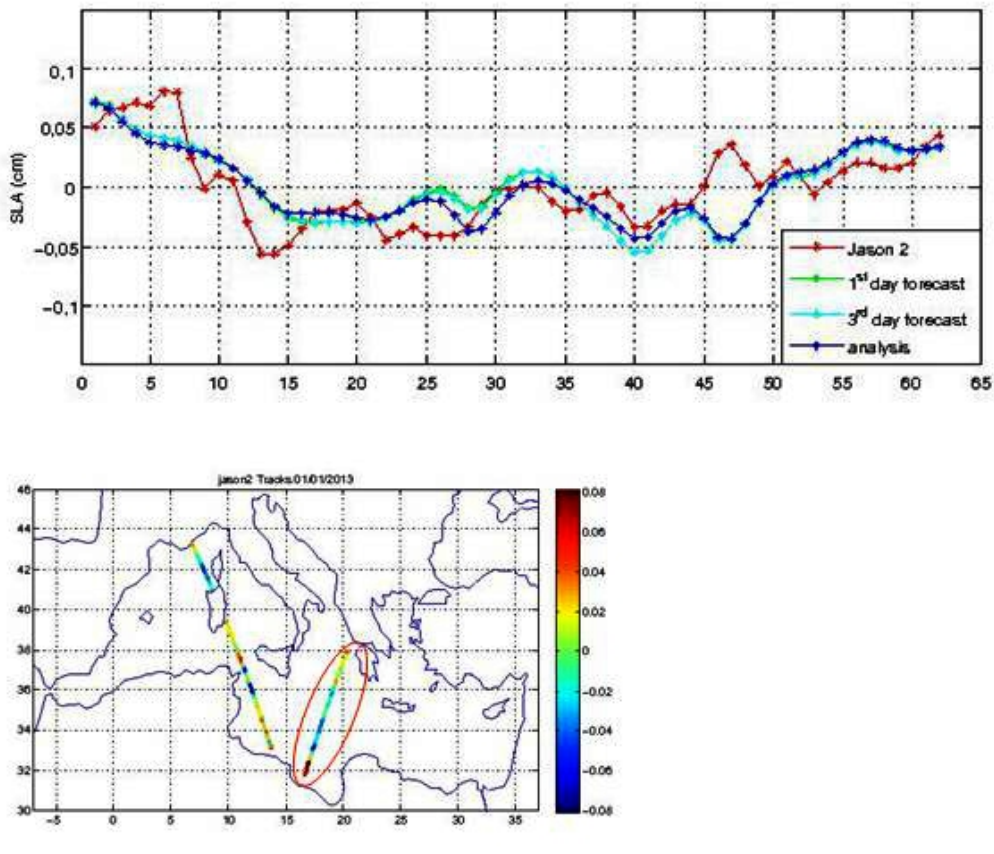 0,1
0,05
0
−0,05
−0,1
SLA (cm)
Jason 2
1st day forecast
3rd day forecast
analysis
0 5 10 15 20 25 30 35 40 45 50 55 60 65
jason2 Tracks 01/01/2013
46
44
42
40
38
36
34
32
30
−5 0 5 10 15 20 25 30 35
0.08
0.06
0.04
0.02
0
−0.02
−0.04
−0.06
−0.08